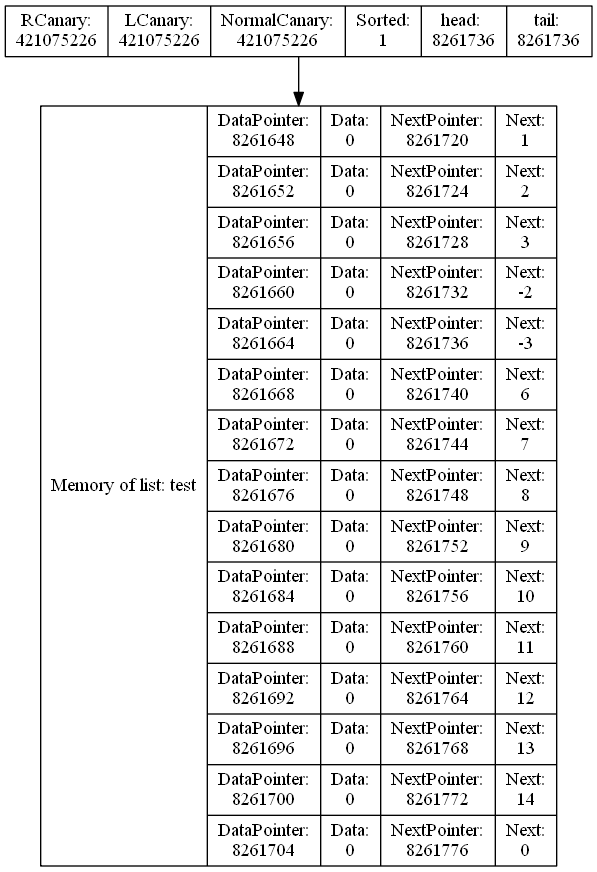 RCanary: LCanary: NormalCanary: Sorted: head: tail:
421075226 421075226 421075226 1 8261736 8261736
DataPointer: Data: NextPointer: Next:
8261648 0 8261720 1
DataPointer: Data: NextPointer: Next:
8261652 0 8261724 2
DataPointer: Data: NextPointer: Next:
8261656 0 8261728 3
DataPointer: Data: NextPointer: Next:
8261660 0 8261732 -2
DataPointer: Data: NextPointer: Next:
8261664 0 8261736 -3
DataPointer: Data: NextPointer: Next:
8261668 0 8261740 6
DataPointer: Data: NextPointer: Next:
8261672 0 8261744 7
Memory of list: test
DataPointer: Data: NextPointer: Next:
8261676 0 8261748 8
DataPointer: Data: NextPointer: Next:
8261680 0 8261752 9
DataPointer: Data: NextPointer: Next:
8261684 0 8261756 10
DataPointer: Data: NextPointer: Next:
8261688 0 8261760 11
DataPointer: Data: NextPointer: Next:
8261692 0 8261764 12
DataPointer: Data: NextPointer: Next:
8261696 0 8261768 13
DataPointer: Data: NextPointer: Next:
8261700 0 8261772 14
DataPointer: Data: NextPointer: Next:
8261704 0 8261776 0